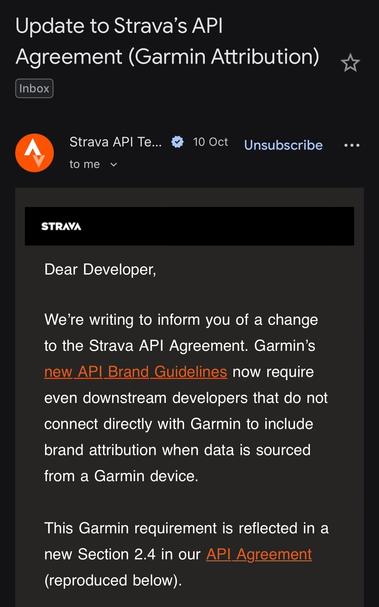 Update to Strava’s API
Agreement (Garmin Attribution)
Inbox
Strava API Te... 10 Oct Unsubscribe
to me
STRAVA
Dear Developer,
We’re writing to inform you of a change
to the Strava API Agreement. Garmin’s
new API Brand Guidelines now require
even downstream developers that do not
connect directly with Garmin to include
brand attribution when data is sourced
from a Garmin device.
This Garmin requirement is reflected in a
new Section 2.4 in our API Agreement
(reproduced below).